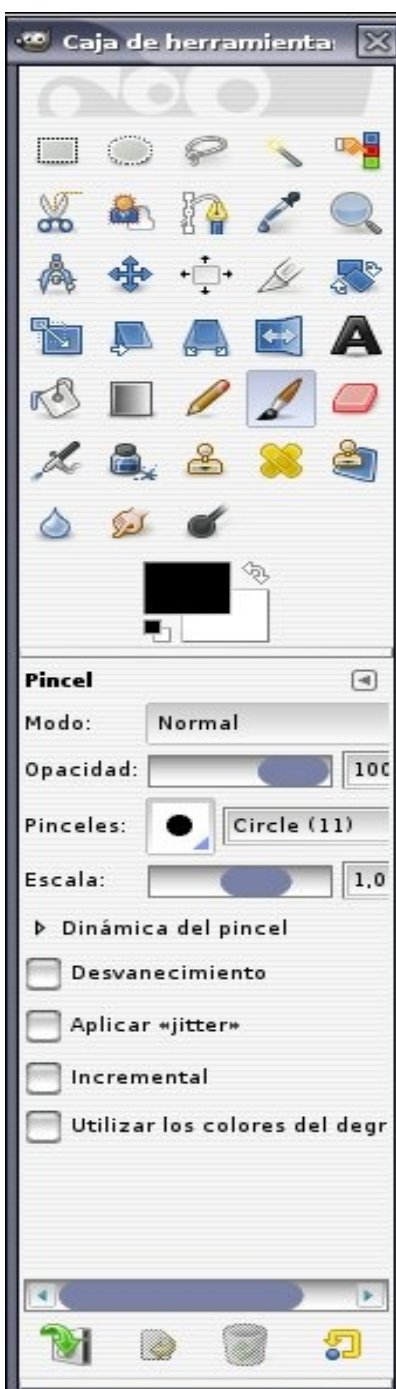 Caja de herramienta
A
Pincel
Modo: Normal
Opacidad: 100
Pinceles: Circle (11)
Escala: 1,0
Dinámica del pincel
Desvanecimiento
Aplicar «jitter»
Incremental
Utilizar los colores del degr